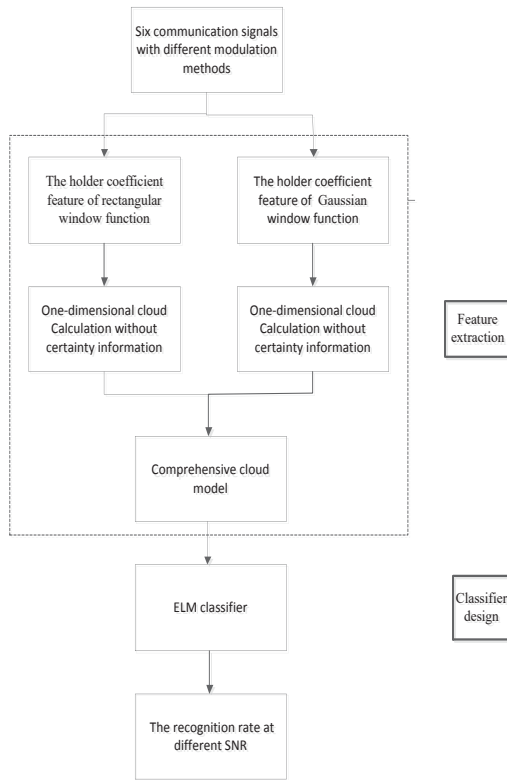 Six communication signals
with different modulation
methods
The holder coefficient
feature of rectangular
window function
The holder coefficient
feature of Gaussian
window function
One-dimensional cloud
Calculation without
certainty information
One-dimensional cloud
Calculation without
certainty information
Feature
extraction
Comprehensive cloud
model
ELM classifier
Classifier
design
The recognition rate at
different SNR